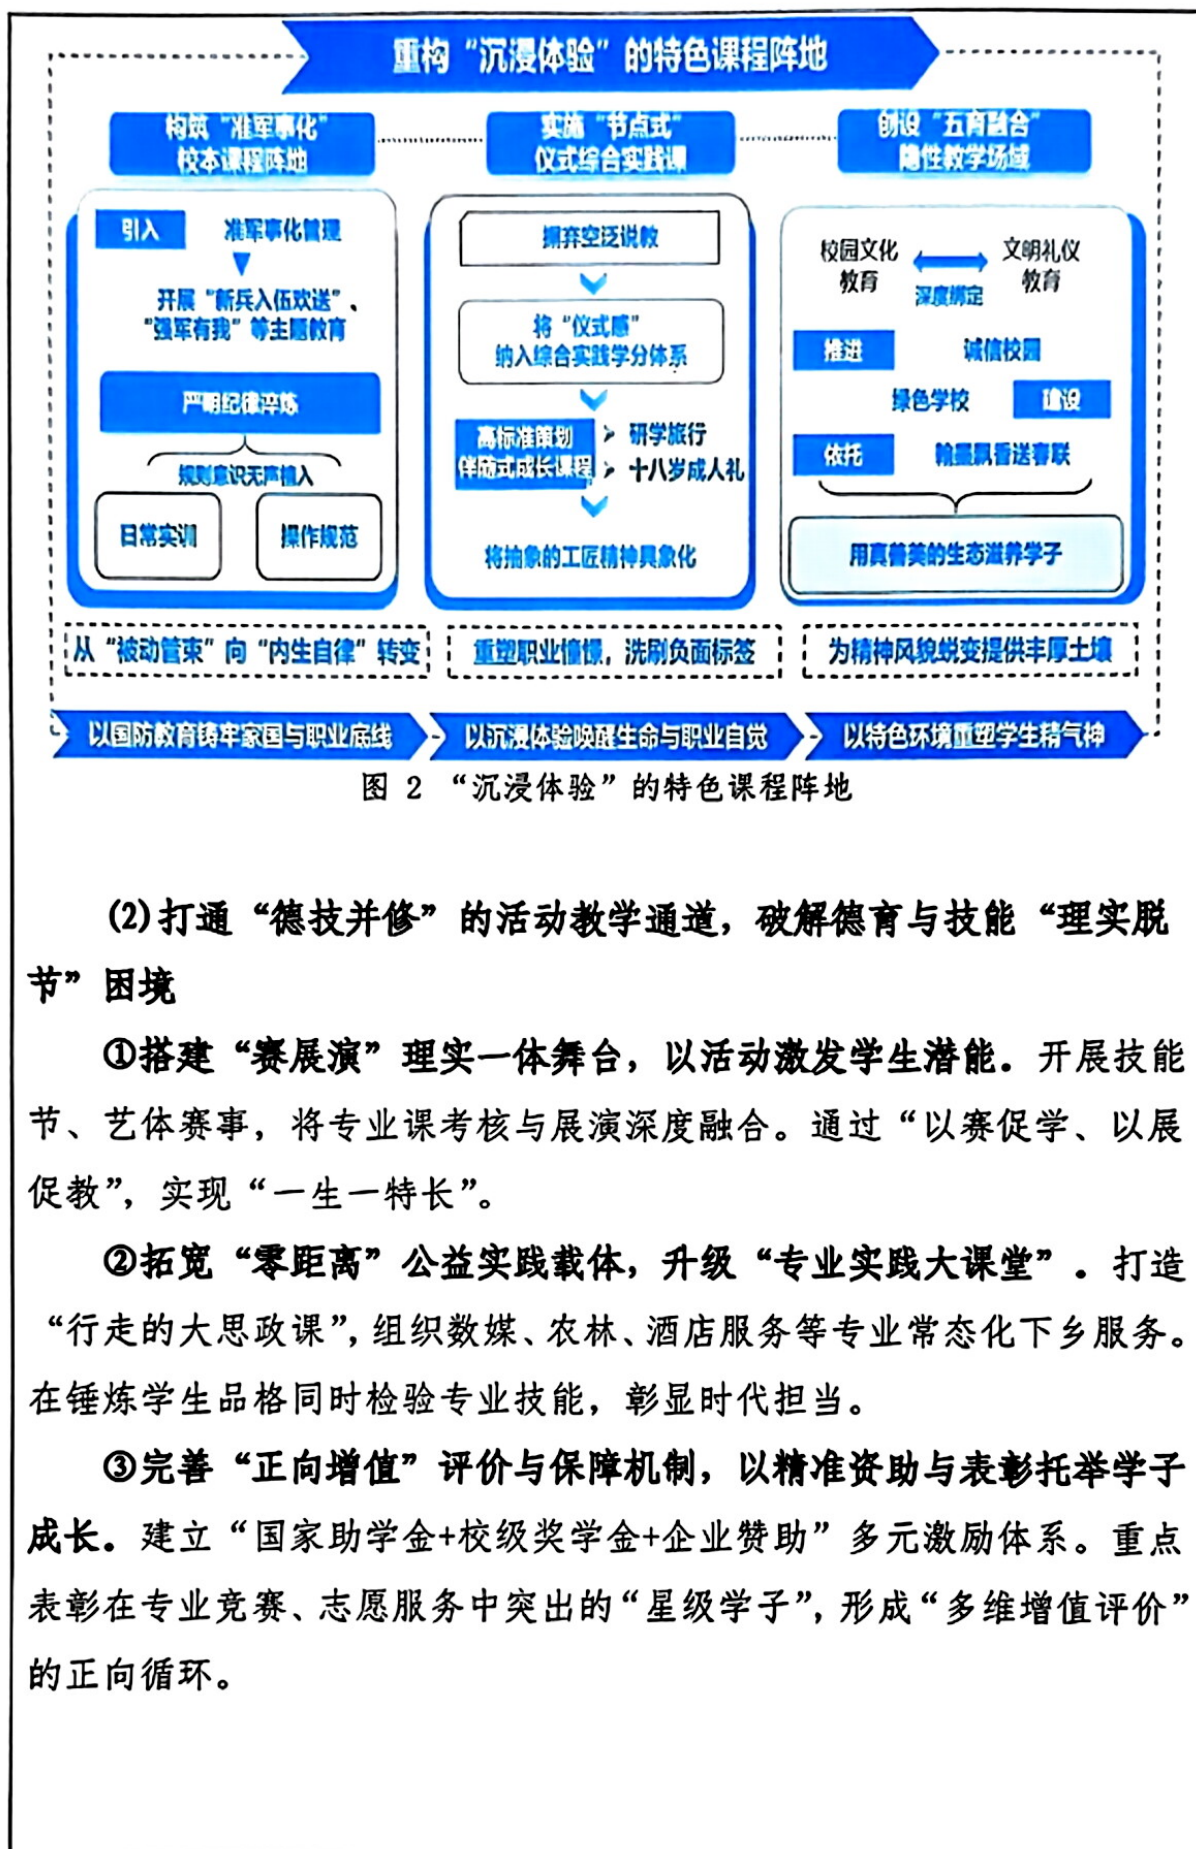 重构“沉浸体验”的特色课程阵地
构筑“准军事化”
校本课程阵地
引入
准军事化管理
开展“新兵入伍欢送”、
“强军有我”等主题教育
严明纪律淬炼
规则意识无声植入
日常实训
操作规范
从“被动管束”向“内生自律”转变
以国防教育铸牢家国与职业底线
实施“节点式”
仪式综合实践课
摒弃空泛说教
将“仪式感”
纳入综合实践学分体系
高标准策划
伴随式成长课程
研学旅行
十八岁成人礼
将抽象的工匠精神具象化
重塑职业憧憬，洗刷负面标签
以沉浸体验唤醒生命与职业自觉
创设“五育融合”
隐性教学场域
校园文化
教育
深度绑定
文明礼仪
教育
推进
诚信校园
绿色学校
建设
依托
翰墨飘香送春联
用真善美的生态滋养学子
为精神风貌蜕变提供丰厚土壤
以特色环境重塑学生精气神
图 2 “沉浸体验”的特色课程阵地
(2)打通“德技并修”的活动教学通道，破解德育与技能“理实脱
节”困境
①搭建“赛展演”理实一体舞台，以活动激发学生潜能。开展技能
节、艺体赛事，将专业课考核与展演深度融合。通过“以赛促学、以展
促教”，实现“一生一特长”。
②拓宽“零距离”公益实践载体，升级“专业实践大课堂”。打造
“行走的大思政课”，组织数媒、农林、酒店服务等专业常态化下乡服务。
在锤炼学生品格同时检验专业技能，彰显时代担当。
③完善“正向增值”评价与保障机制，以精准资助与表彰托举学子
成长。建立“国家助学金+校级奖学金+企业赞助”多元激励体系。重点
表彰在专业竞赛、志愿服务中突出的“星级学子”，形成“多维增值评价”
的正向循环。